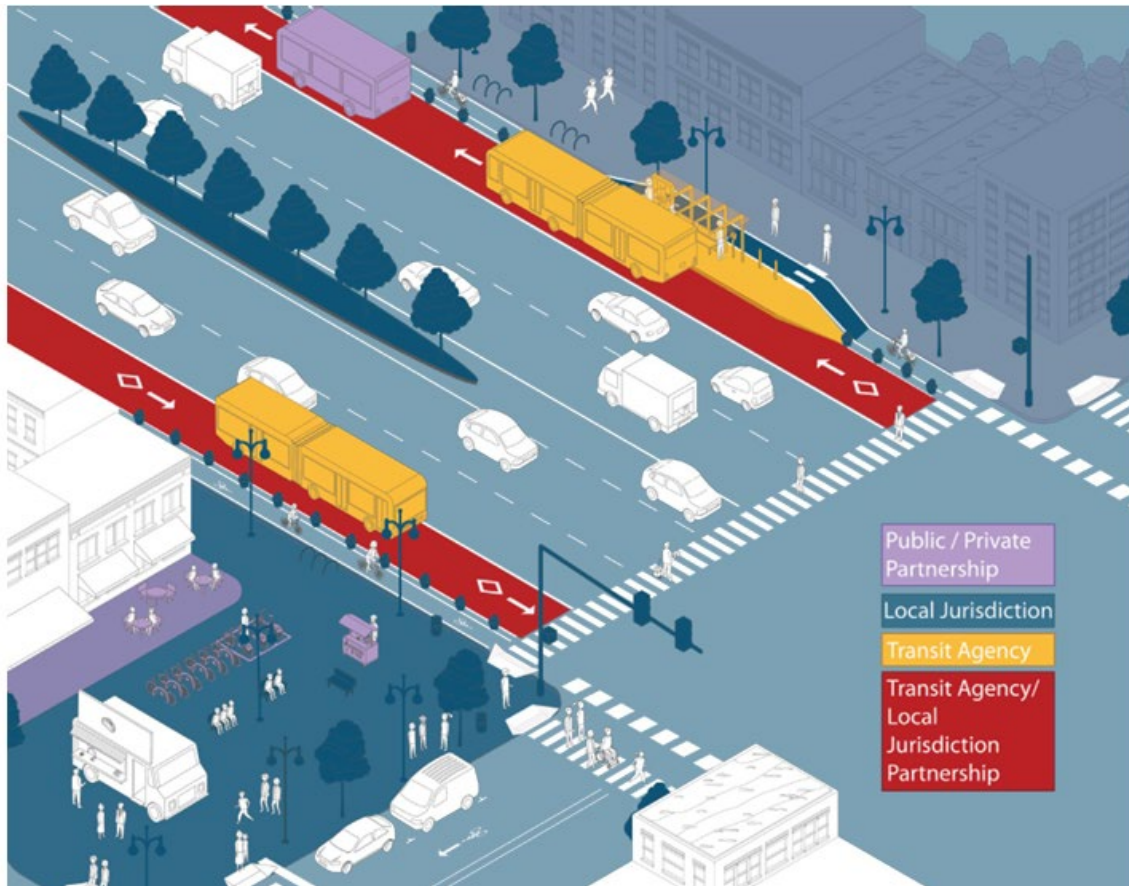 Public / Private
Partnership
Local Jurisdiction
Transit Agency
Transit Agency/
Local
Jurisdiction
Partnership